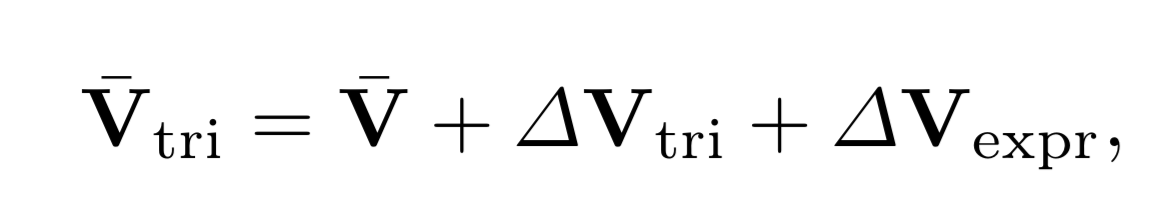 V̄_tri = V̄ + ΔV_tri + ΔV_expr,